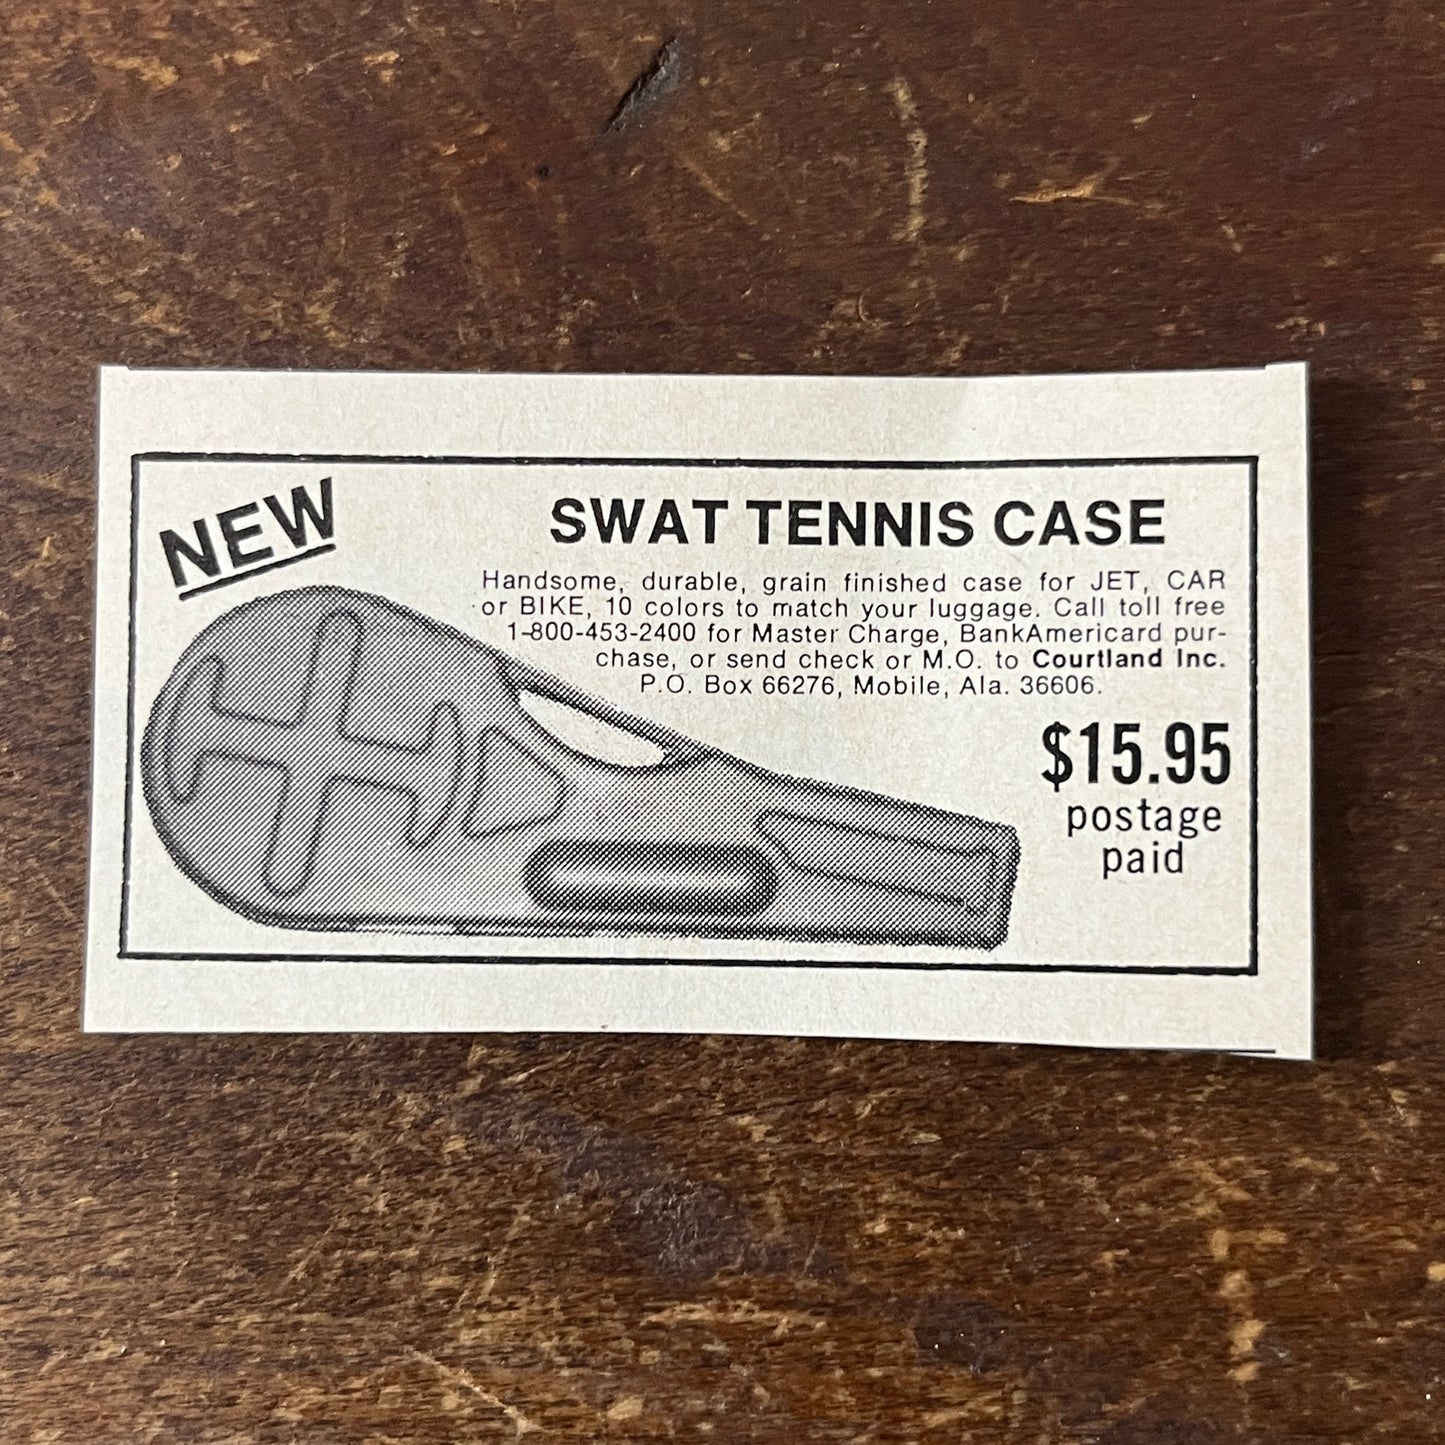 NEW
SWAT TENNIS CASE
Handsome, durable, grain finished case for JET, CAR
or BIKE, 10 colors to match your luggage. Call toll free
1-800-453-2400 for Master Charge, BankAmericard pur-
chase, or send check or M.O. to Courtland Inc.
P.O. Box 66276, Mobile, Ala. 36606.
$15.95
postage
paid